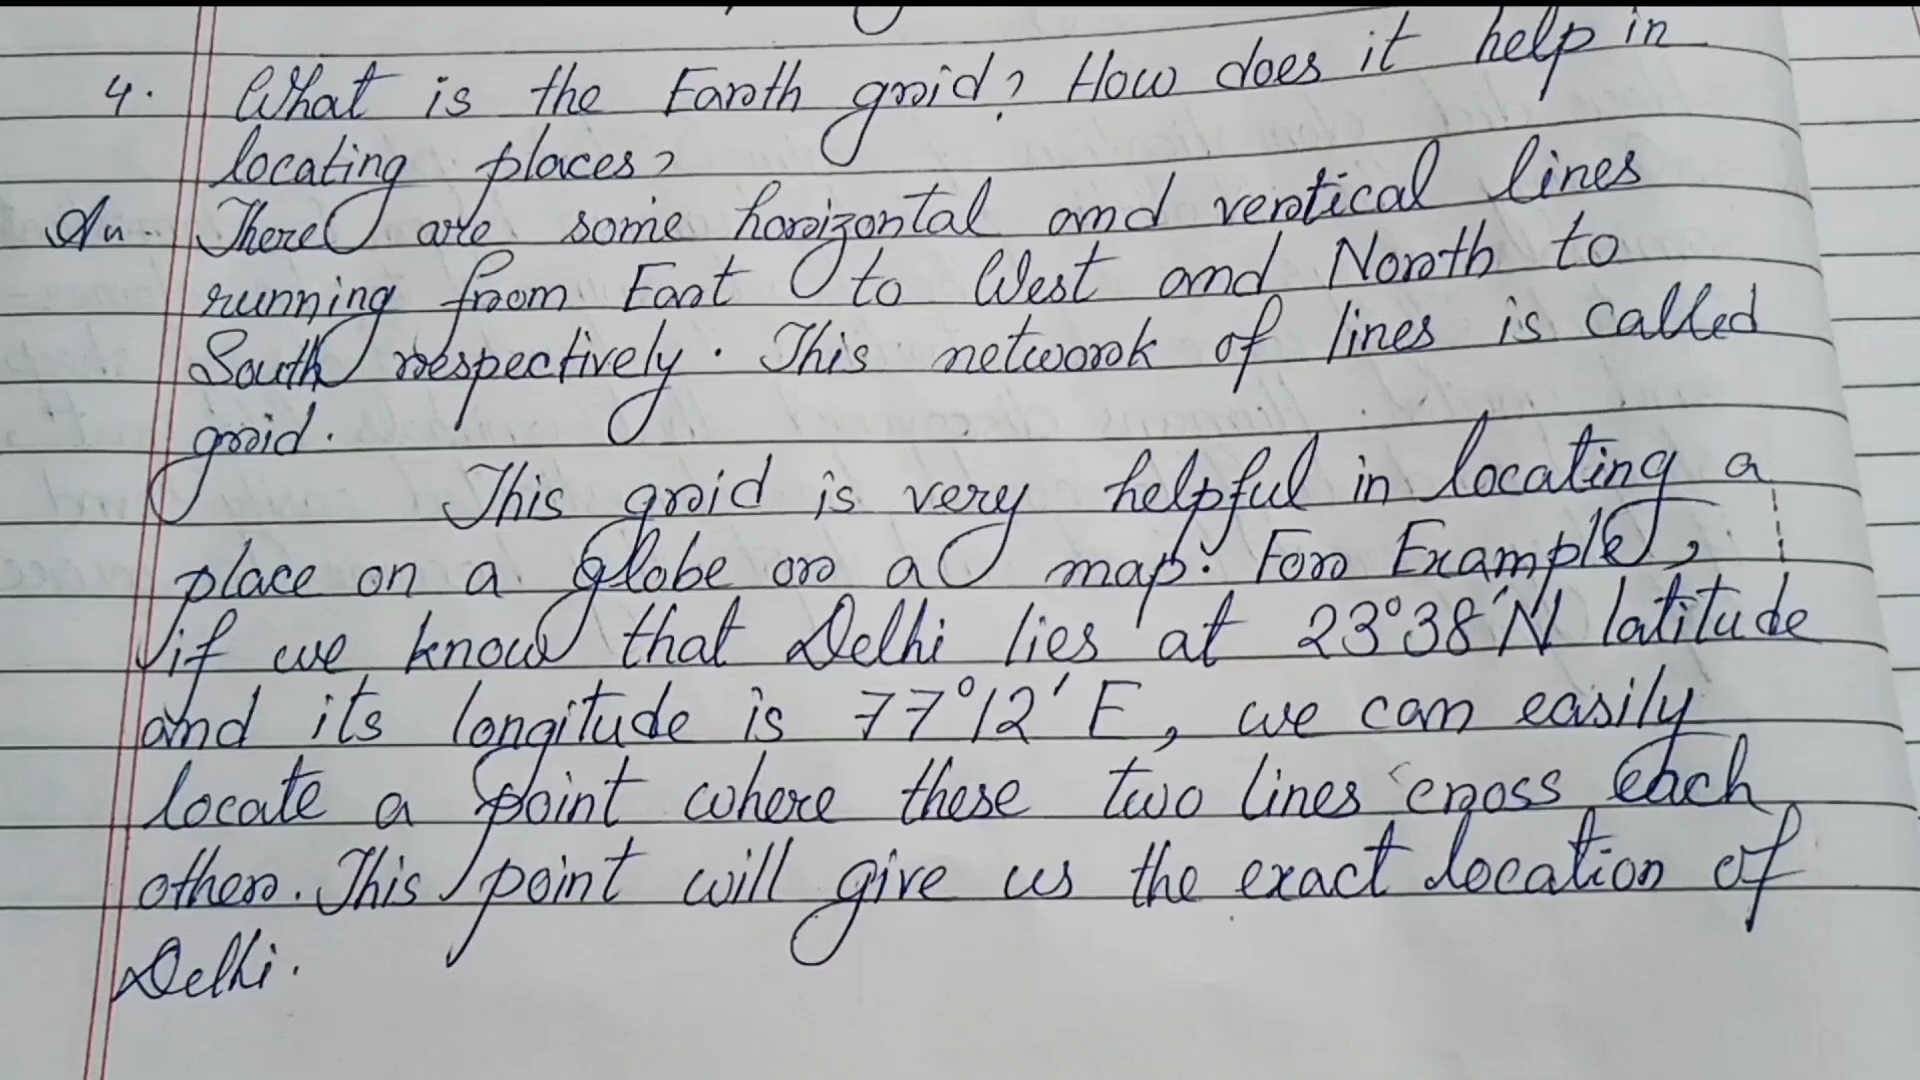 4. What is the Earth grid? How does it help in
locating places?
An. There are some horizontal and vertical lines
running from East to West and North to
South respectively. This network of lines is called
grid.
This grid is very helpful in locating a
place on a Globe or a map. For Example,
if we know that Delhi lies at 23°38'N latitude
and its longitude is 77°12' E, we can easily
locate a point where these two lines cross each
other. This point will give us the exact location of
Delhi.